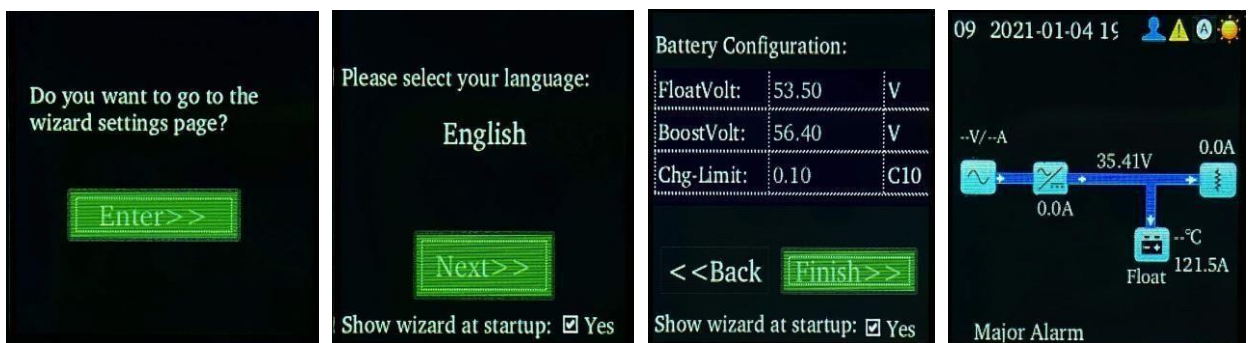 Do you want to go to the
wizard settings page?
Enter>>
Please select your language:
English
Next>>
Show wizard at startup: Yes
Battery Configuration:
FloatVolt: 53.50 V
BoostVolt: 56.40 V
Chg-Limit: 0.10 C10
<<Back Finish>>
Show wizard at startup: Yes
09 2021-01-04 19 A
--V/--A
35.41V
0.0A
0.0A
--°C
121.5A
Float
Major Alarm